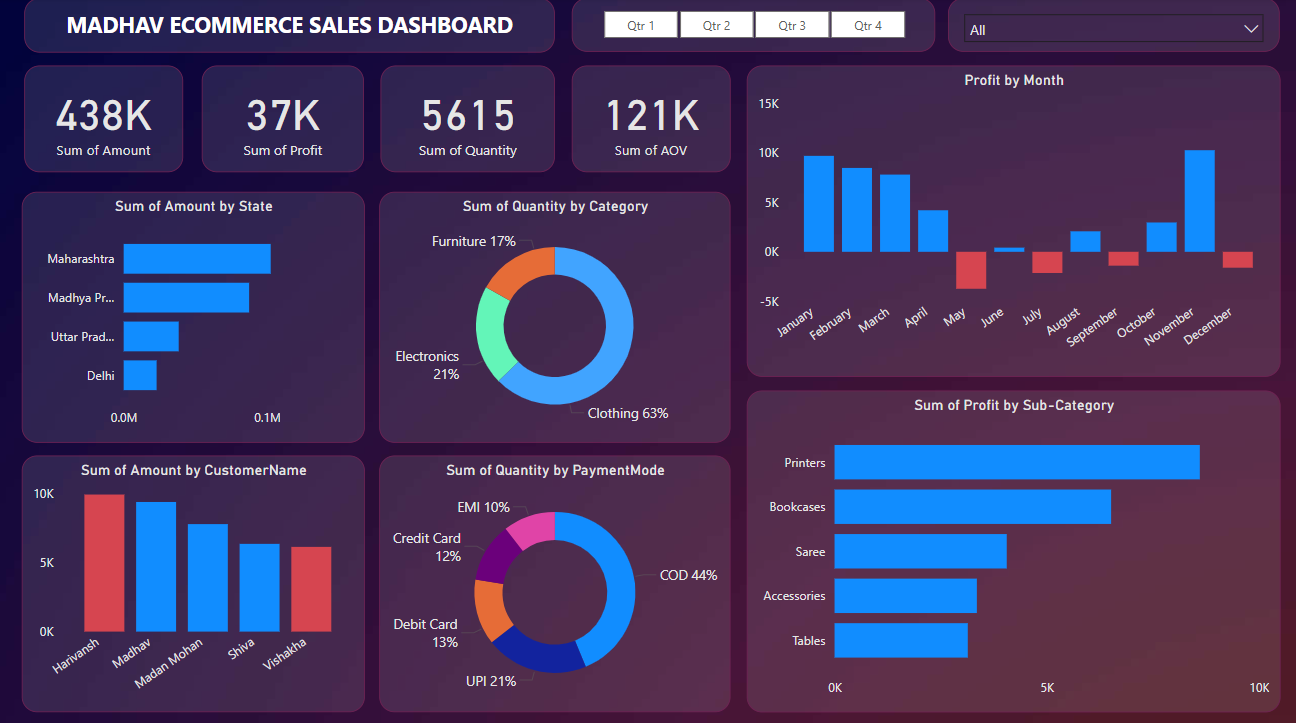 MADHAV ECOMMERCE SALES DASHBOARD
Qtr 1
Qtr 2
Qtr 3
Qtr 4
All
438K
Sum of Amount
37K
Sum of Profit
5615
Sum of Quantity
121K
Sum of AOV
Profit by Month
15K
10K
5K
0K
-5K
January
February
March
April
May
June
July
August
September
October
November
December
Sum of Amount by State
Maharashtra
Madhya Pr...
Uttar Prad...
Delhi
0.0M
0.1M
Sum of Quantity by Category
Furniture 17%
Electronics
21%
Clothing 63%
Sum of Profit by Sub-Category
Printers
Bookcases
Saree
Accessories
Tables
0K
5K
10K
Sum of Amount by CustomerName
10K
5K
0K
Harivansh
Madhav
Madan Mohan
Shiva
Vishakha
Sum of Quantity by PaymentMode
EMI 10%
Credit Card
12%
COD 44%
Debit Card
13%
UPI 21%